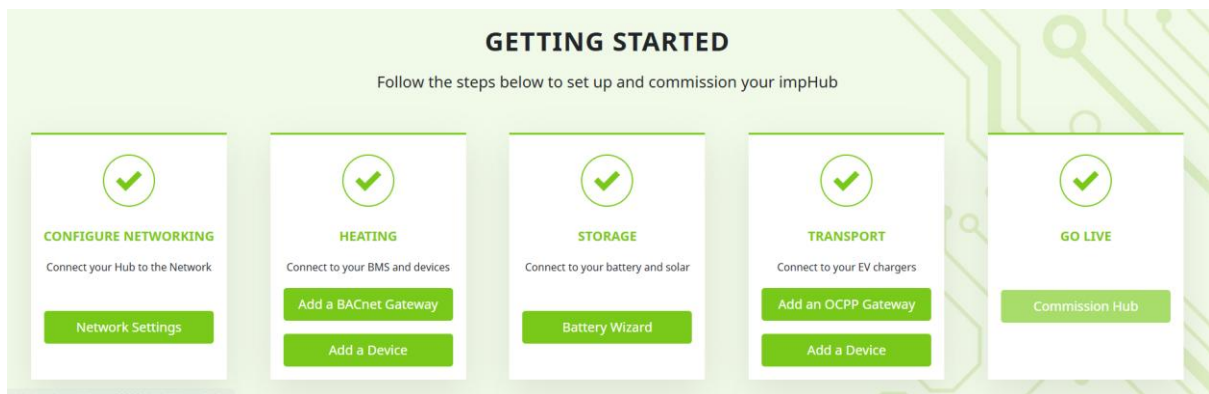 GETTING STARTED
Follow the steps below to set up and commission your impHub
CONFIGURE NETWORKING
Connect your Hub to the Network
Network Settings
HEATING
Connect to your BMS and devices
Add a BACnet Gateway
Add a Device
STORAGE
Connect to your battery and solar
Battery Wizard
TRANSPORT
Connect to your EV chargers
Add an OCPP Gateway
Add a Device
GO LIVE
Commission Hub